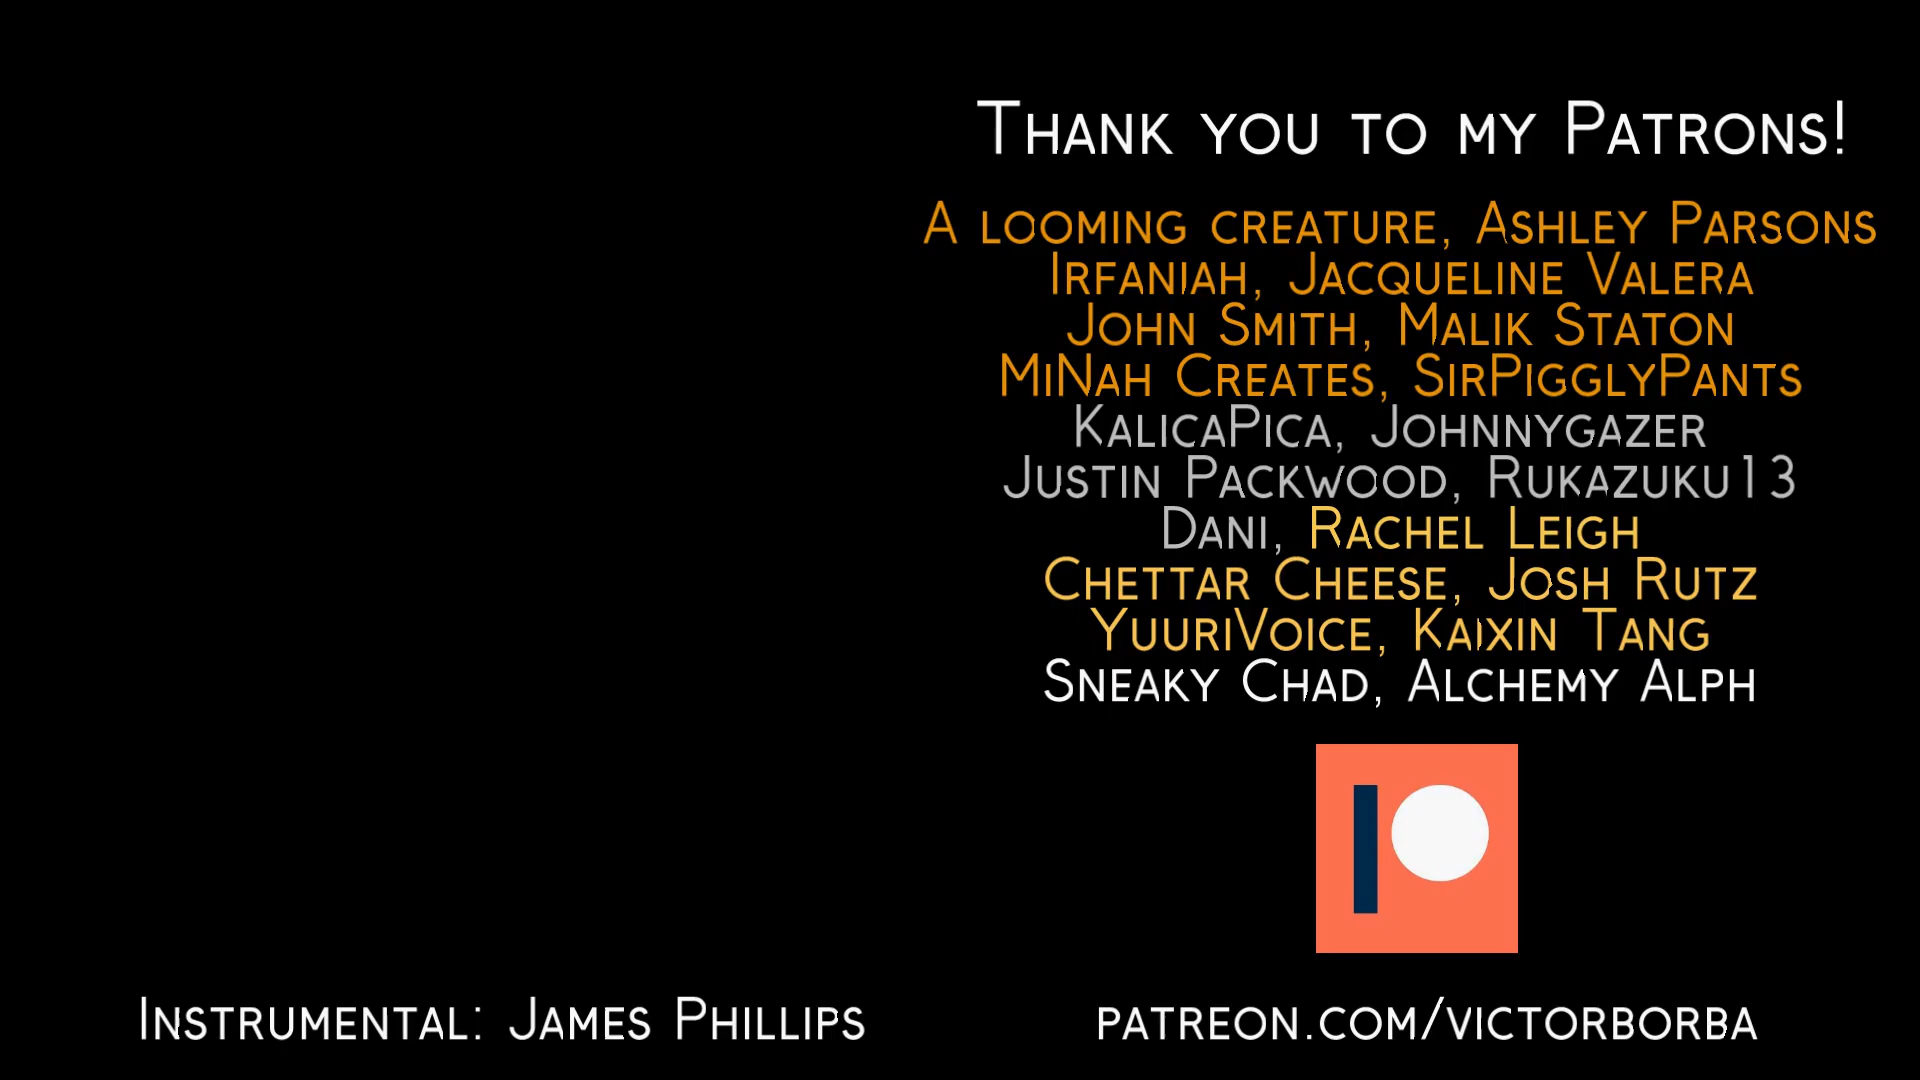 Thank you to my Patrons!
A looming creature, Ashley Parsons
Irfaniah, Jacqueline Valera
John Smith, Malik Staton
MiNah Creates, SirPigglyPants
KalicaPica, Johnnygazer
Justin Packwood, Rukazuku13
Dani, Rachel Leigh
Chettar Cheese, Josh Rutz
YuuriVoice, Kaixin Tang
Sneaky Chad, Alchemy Alph
Instrumental: James Phillips
patreon.com/victorborba